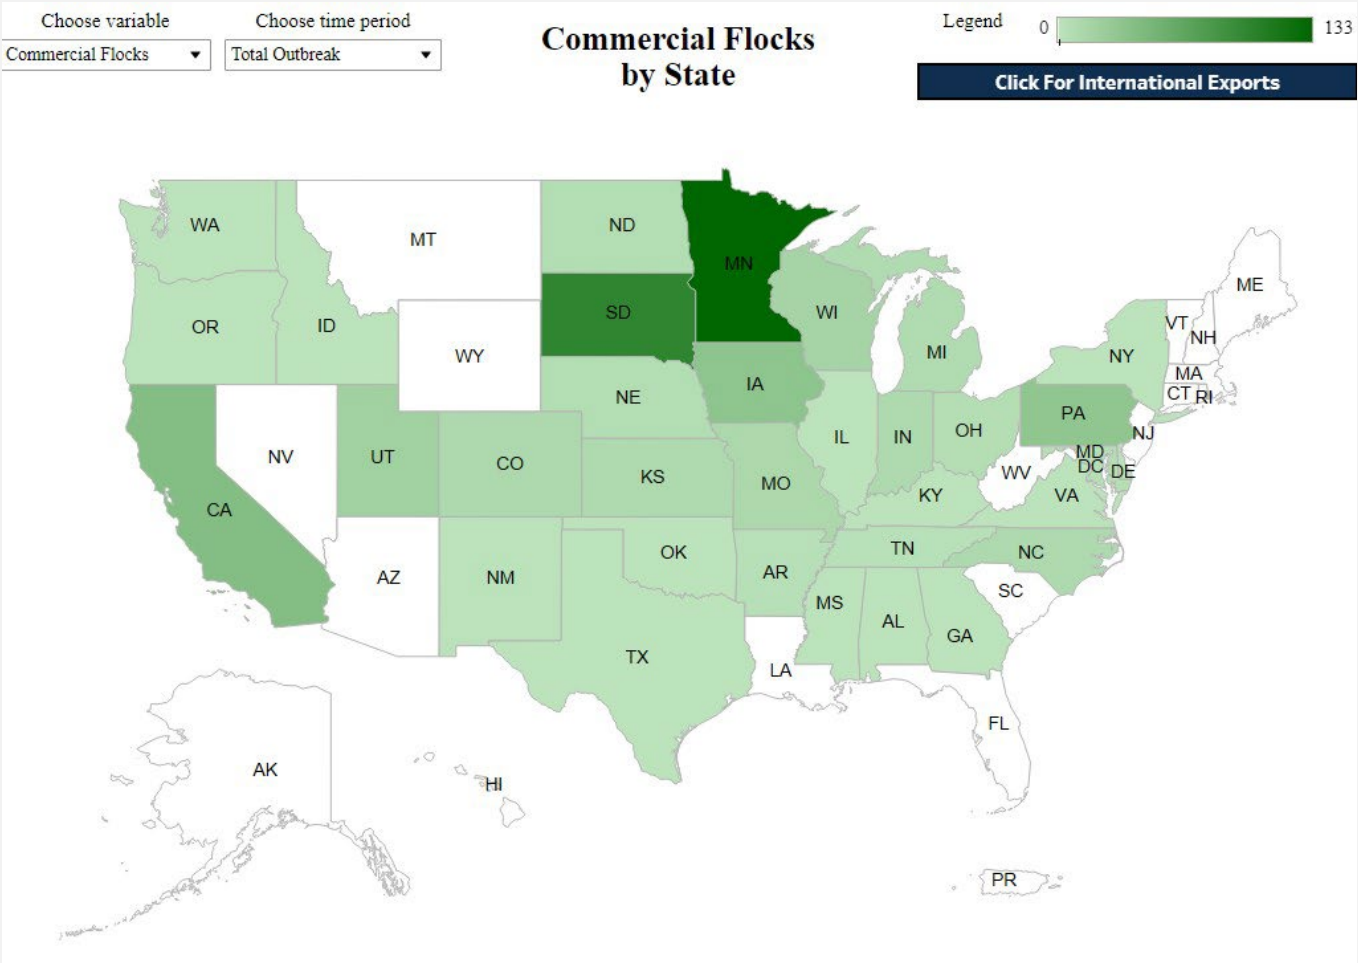 Choose variable
Choose time period
Commercial Flocks
Total Outbreak
Commercial Flocks
by State
Legend
0
133
Click For International Exports
WA
MT
ND
MN
ME
OR
ID
WY
SD
WI
MI
NY
VT
NH
MA
CT
RI
NE
IA
PA
NJ
NV
UT
CO
KS
MO
IL
IN
OH
MD
DC
DE
WV
VA
KY
CA
AZ
NM
OK
AR
TN
NC
SC
MS
AL
GA
TX
LA
FL
AK
HI
PR